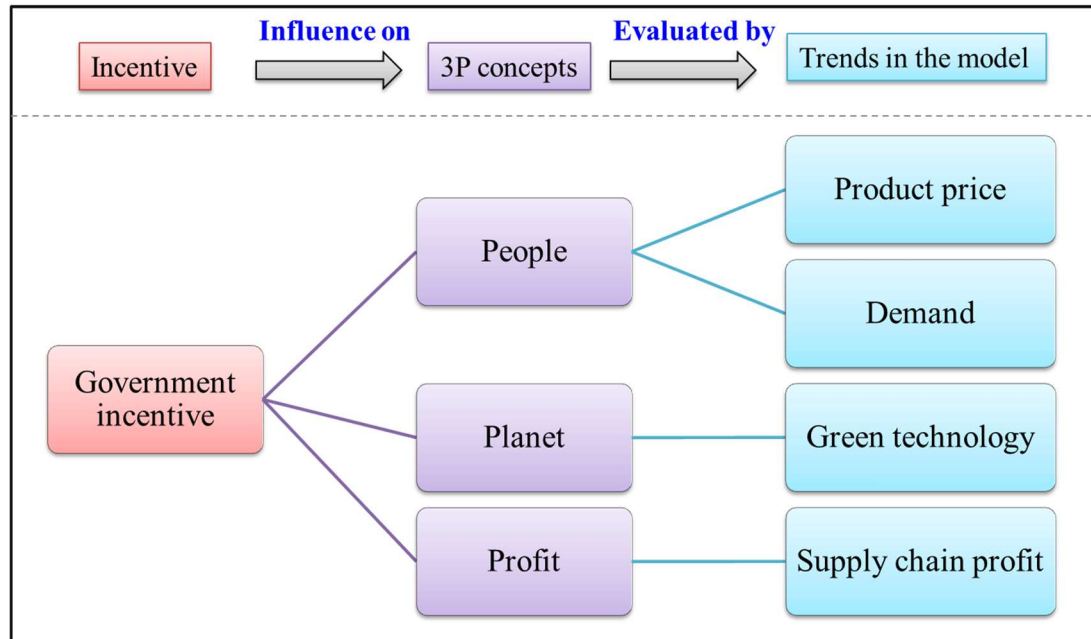 Influence on
Evaluated by
Incentive
3P concepts
Trends in the model
Product price
People
Demand
Government
incentive
Planet
Green technology
Profit
Supply chain profit